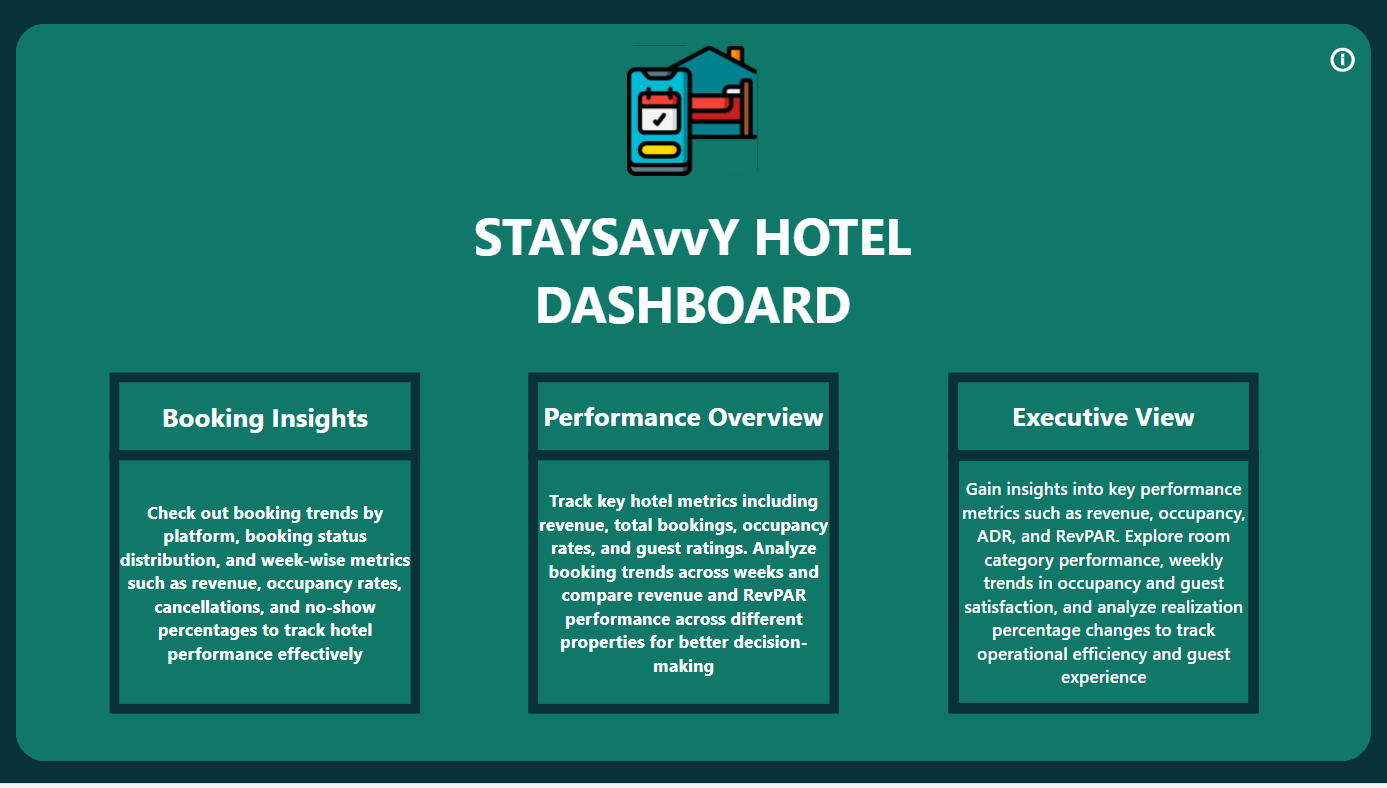 STAYSAvvY HOTEL
DASHBOARD
Booking Insights
Check out booking trends by
platform, booking status
distribution, and week-wise metrics
such as revenue, occupancy rates,
cancellations, and no-show
percentages to track hotel
performance effectively
Performance Overview
Track key hotel metrics including
revenue, total bookings, occupancy
rates, and guest ratings. Analyze
booking trends across weeks and
compare revenue and RevPAR
performance across different
properties for better decision-
making
Executive View
Gain insights into key performance
metrics such as revenue, occupancy,
ADR, and RevPAR. Explore room
category performance, weekly
trends in occupancy and guest
satisfaction, and analyze realization
percentage changes to track
operational efficiency and guest
experience